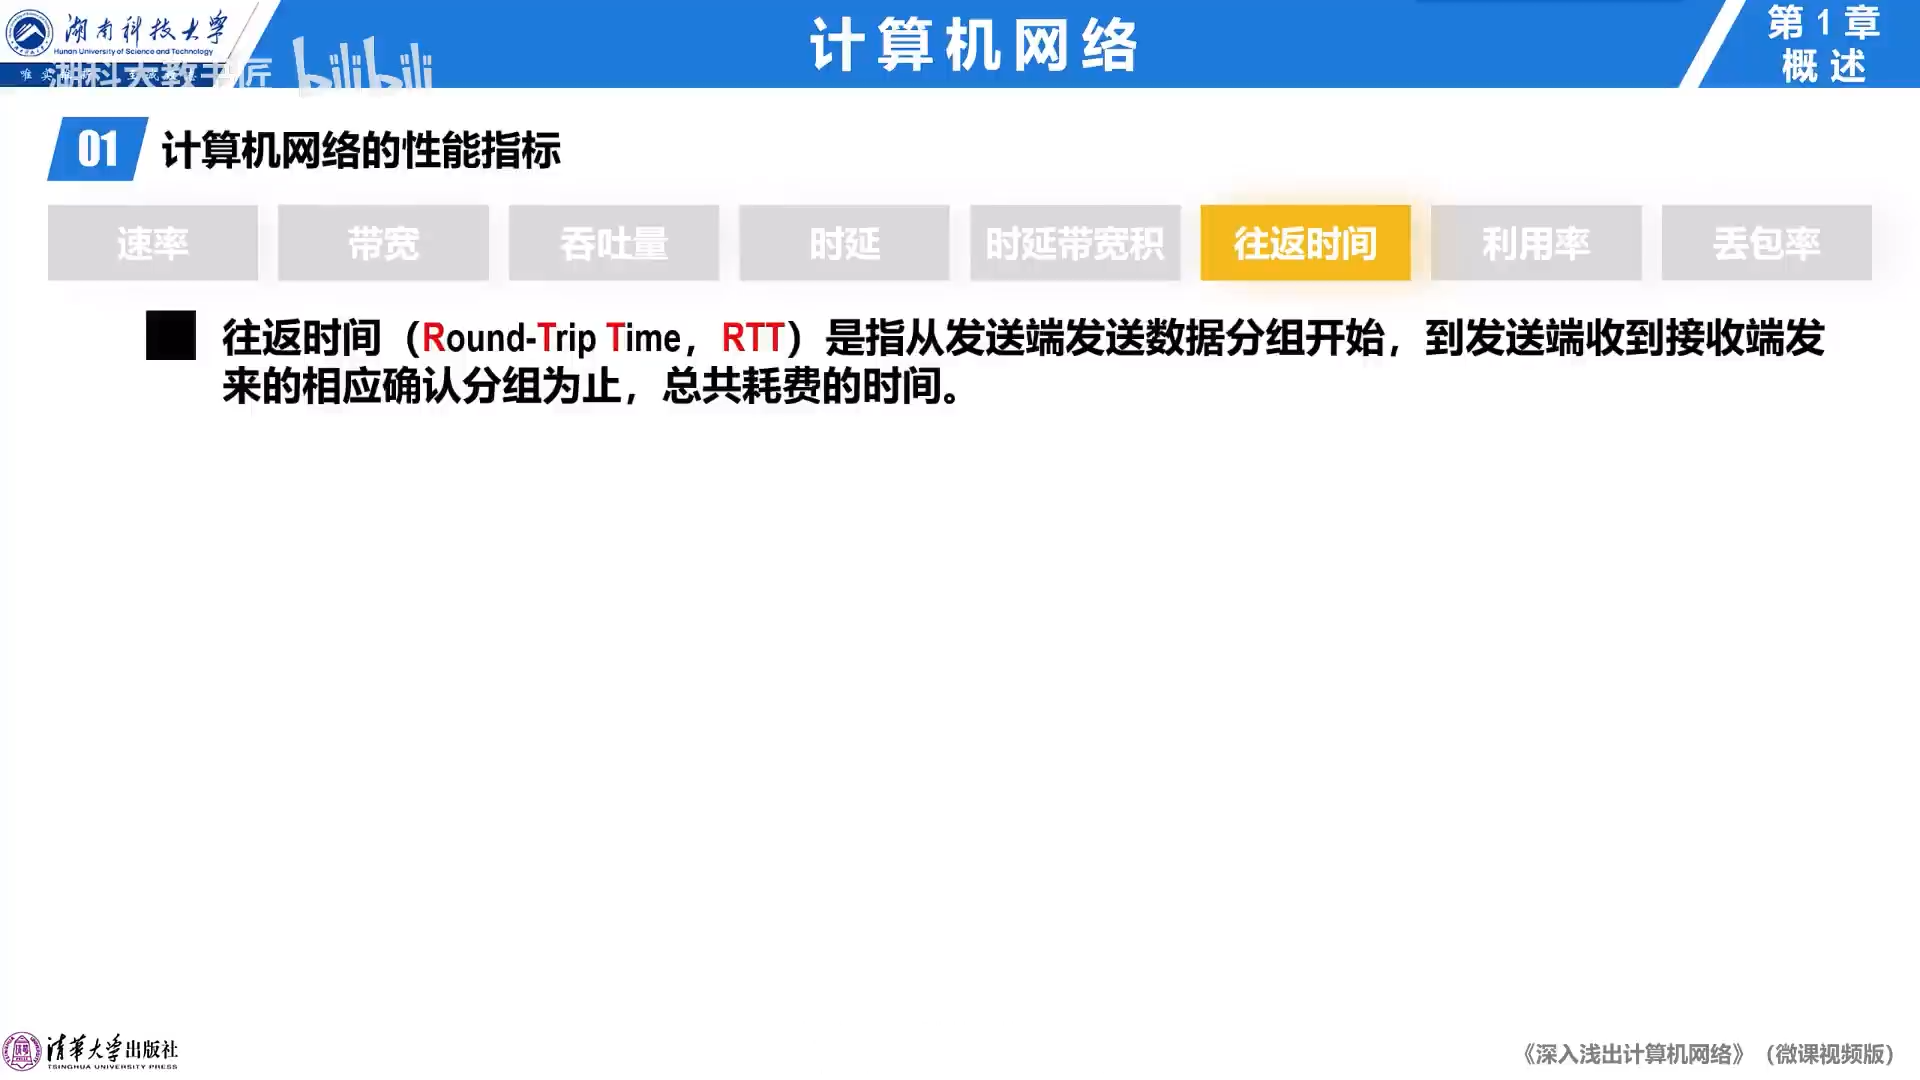 湖南科技大学
Hunan University of Science and Technology
湖科大教书匠
bilibili
计算机网络
第1章
概述
01 计算机网络的性能指标
速率 带宽 吞吐量 时延 时延带宽积 往返时间 利用率 丢包率
往返时间（Round-Trip Time，RTT）是指从发送端发送数据分组开始，到发送端收到接收端发
来的相应确认分组为止，总共耗费的时间。
清华大学出版社
TSINGHUA UNIVERSITY PRESS
《深入浅出计算机网络》（微课视频版）